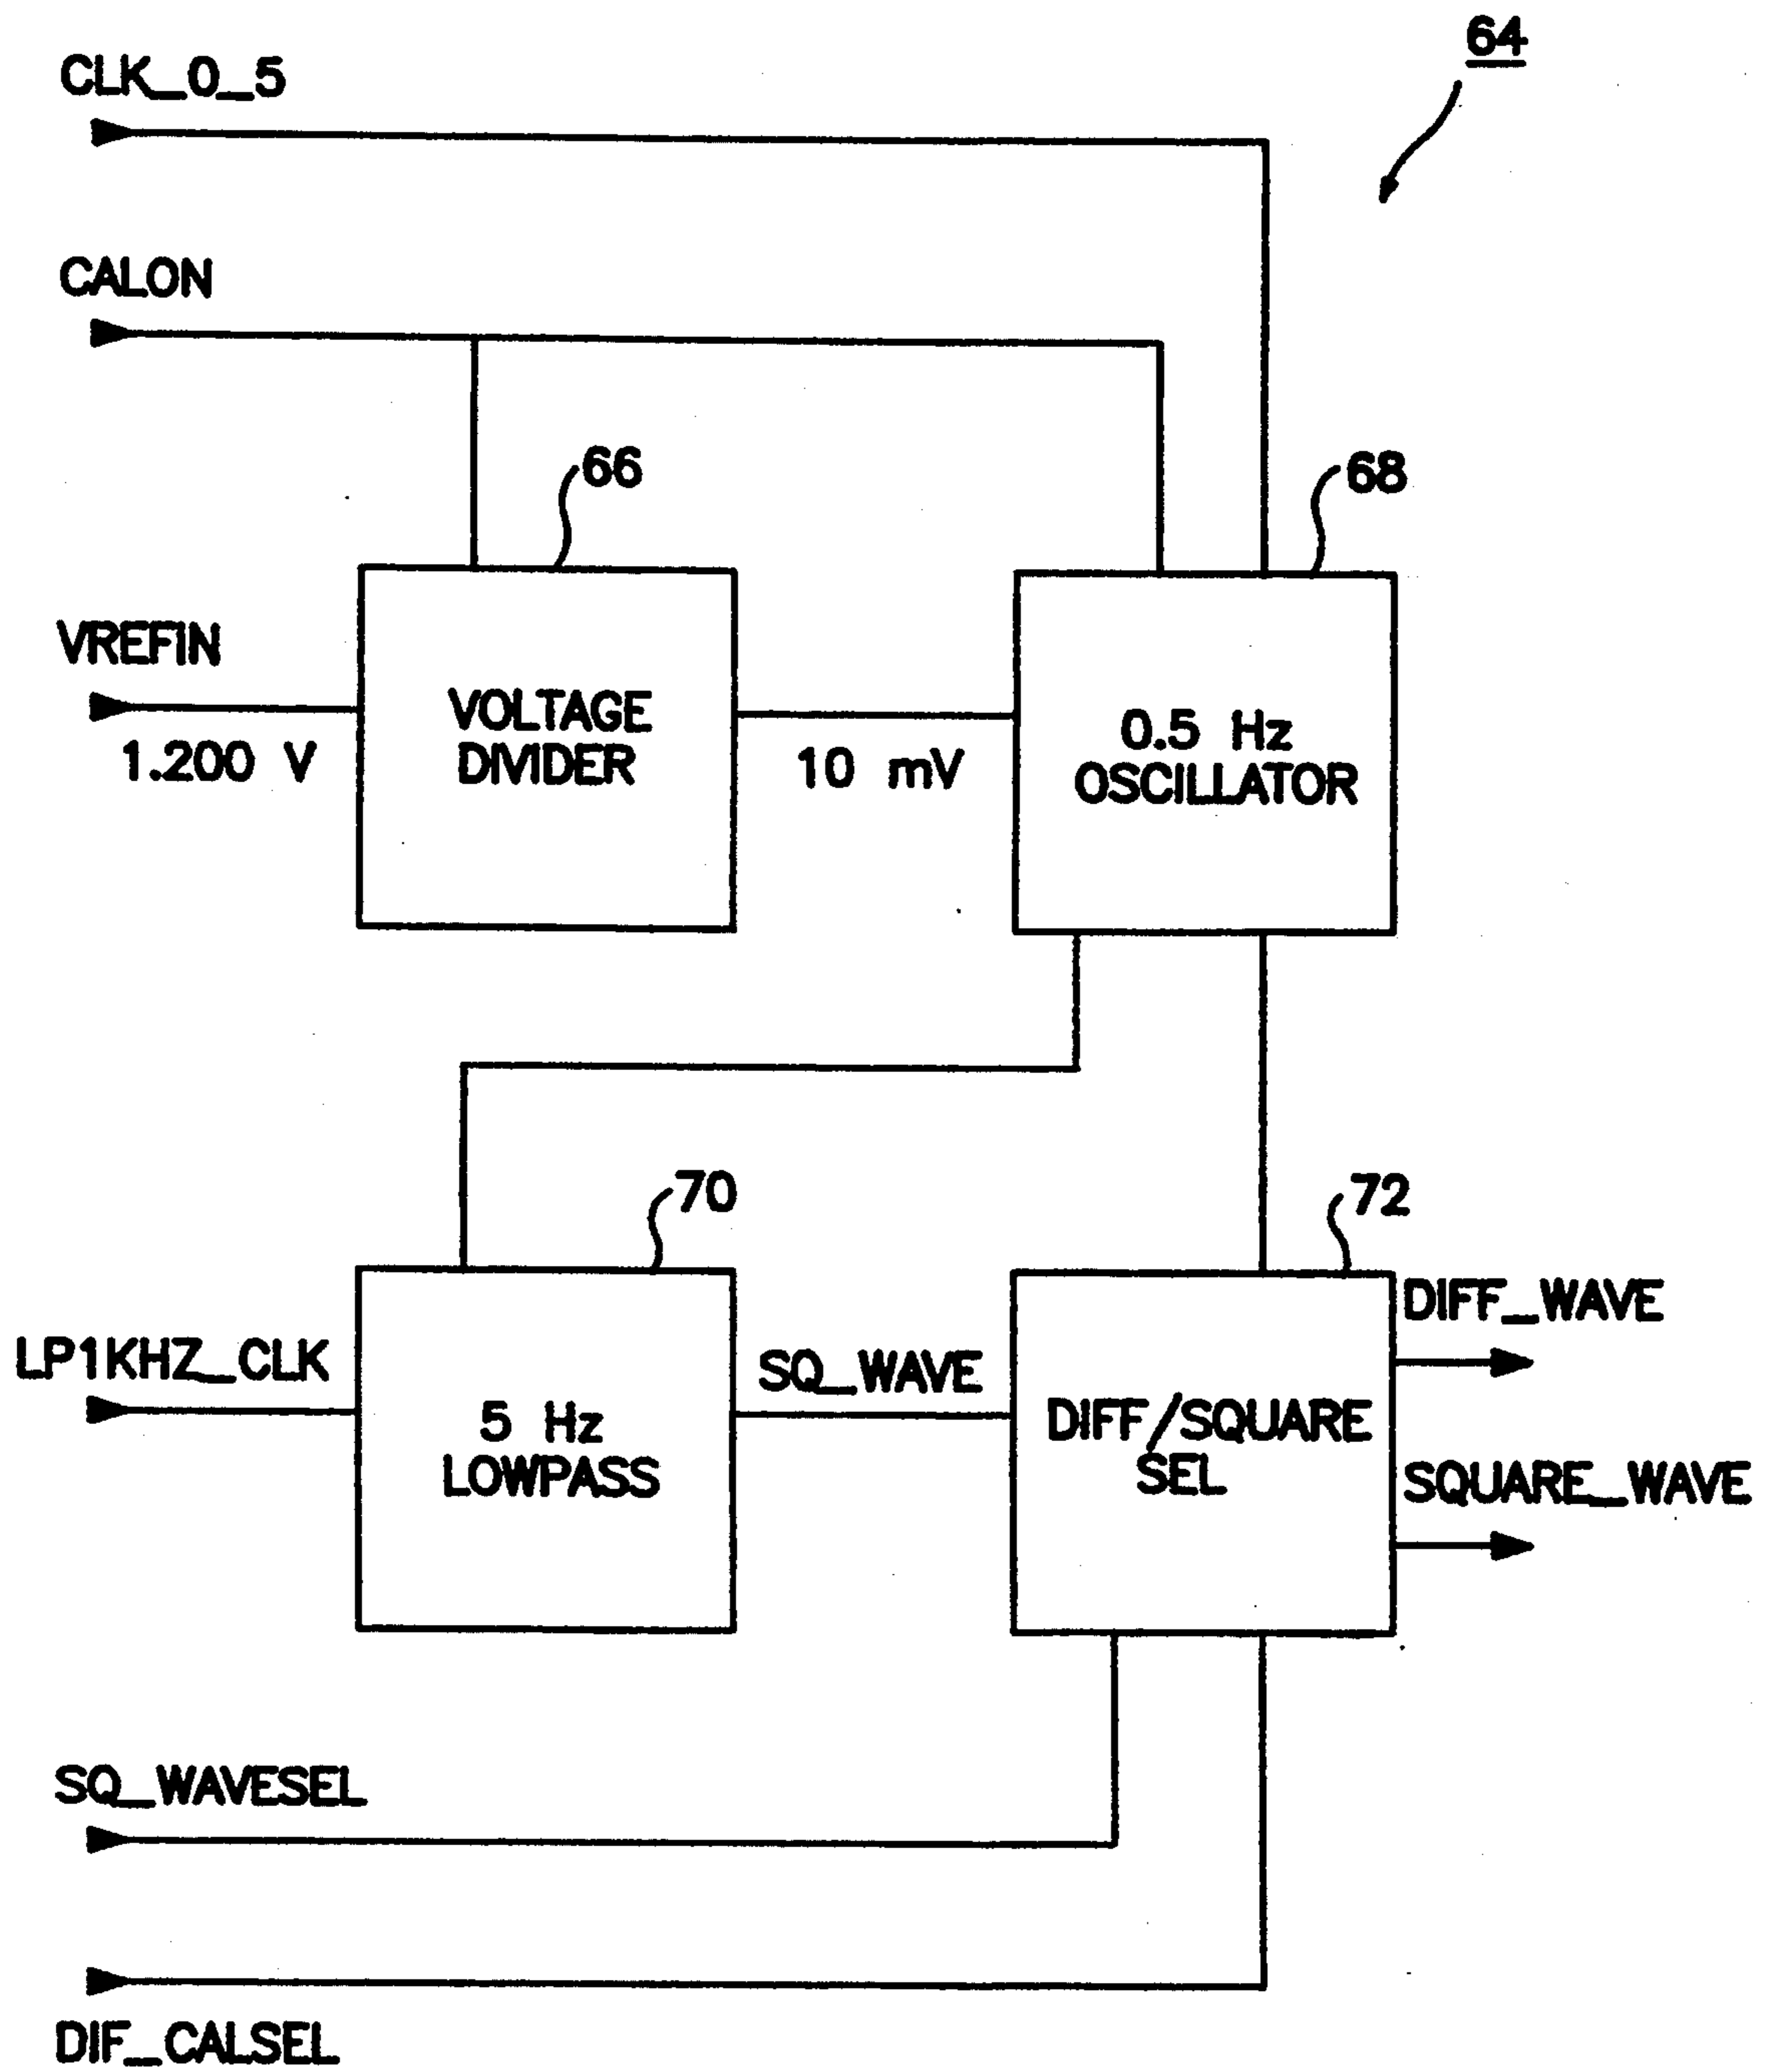 64
CLK_0_5
CALON
66
68
VREFIN
1.200 V
VOLTAGE
DIVIDER
10 mV
0.5 Hz
OSCILLATOR
70
72
LP1KHZ_CLK
5 Hz
LOWPASS
SQ_WAVE
DIFF/SQUARE
SEL
DIFF_WAVE
SQUARE_WAVE
SQ_WAVESEL
DIF_CALSEL